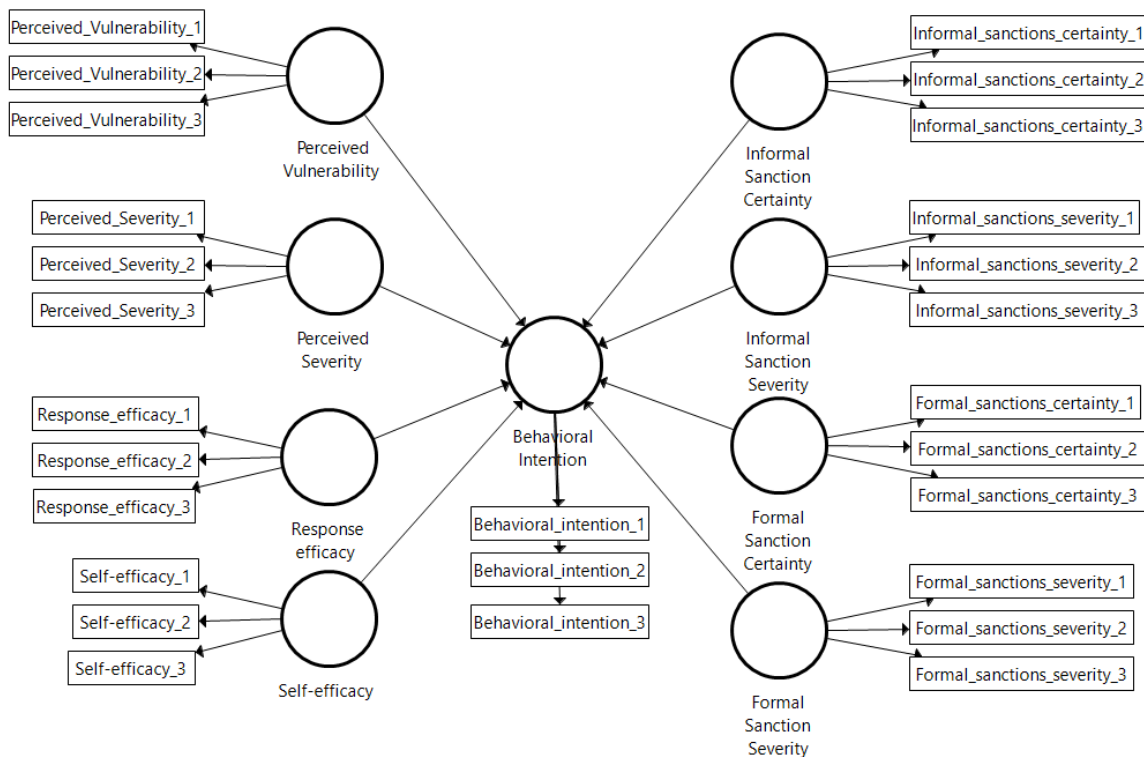 Perceived_Vulnerability_1
Perceived_Vulnerability_2
Perceived_Vulnerability_3
Perceived
Vulnerability
Perceived_Severity_1
Perceived_Severity_2
Perceived_Severity_3
Perceived
Severity
Response_efficacy_1
Response_efficacy_2
Response_efficacy_3
Response
efficacy
Self-efficacy_1
Self-efficacy_2
Self-efficacy_3
Self-efficacy
Behavioral
Intention
Behavioral_intention_1
Behavioral_intention_2
Behavioral_intention_3
Informal_sanctions_certainty_1
Informal_sanctions_certainty_2
Informal_sanctions_certainty_3
Informal
Sanction
Certainty
Informal_sanctions_severity_1
Informal_sanctions_severity_2
Informal_sanctions_severity_3
Informal
Sanction
Severity
Formal_sanctions_certainty_1
Formal_sanctions_certainty_2
Formal_sanctions_certainty_3
Formal
Sanction
Certainty
Formal_sanctions_severity_1
Formal_sanctions_severity_2
Formal_sanctions_severity_3
Formal
Sanction
Severity